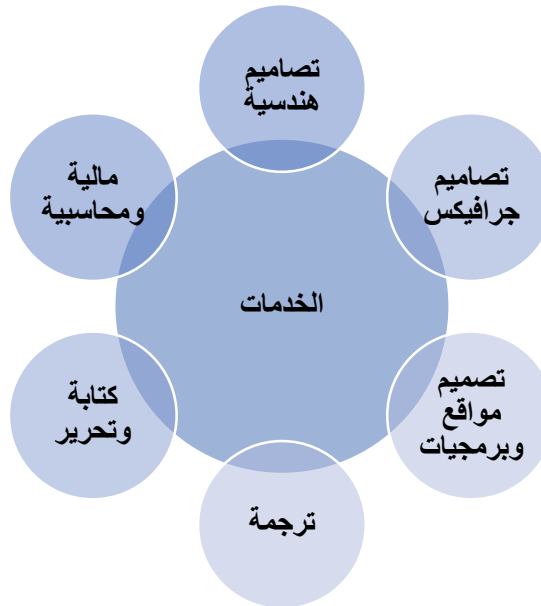 تصاميم
هندسية
تصاميم
جرافيكس
تصميم
مواقع
وبرمجيات
ترجمة
كتابة
وتحرير
مالية
ومحاسبية
الخدمات